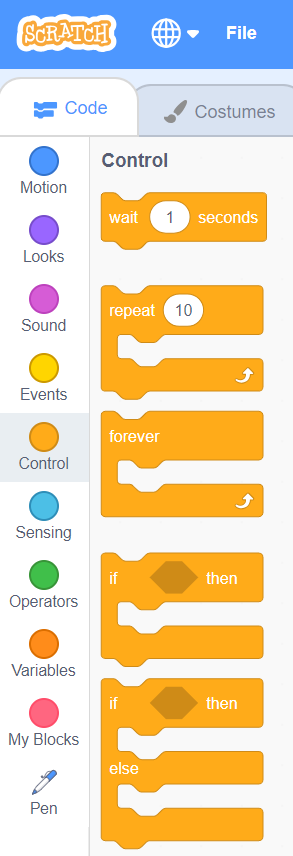 SCRATCH
File
Code
Costumes
Motion
Looks
Sound
Events
Control
Sensing
Operators
Variables
My Blocks
Pen
Control
wait 1 seconds
repeat 10
forever
if then
if then
else